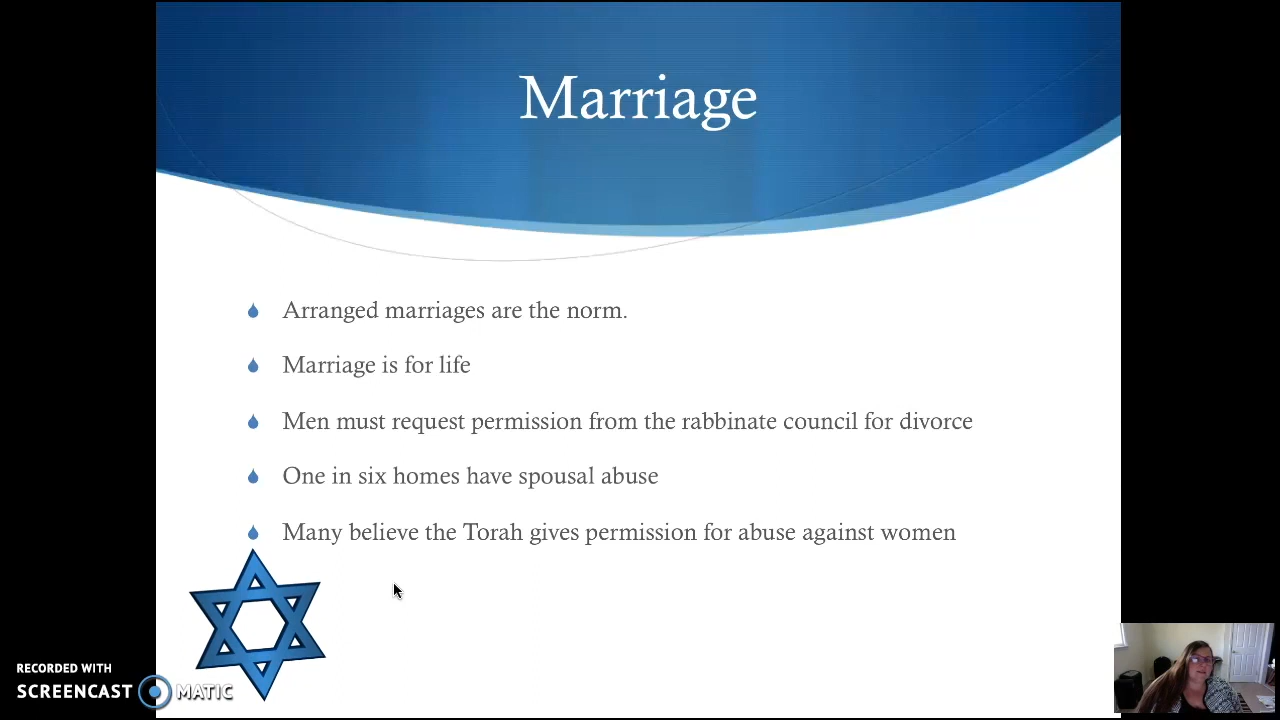 Marriage
Arranged marriages are the norm.
Marriage is for life
Men must request permission from the rabbinate council for divorce
One in six homes have spousal abuse
Many believe the Torah gives permission for abuse against women
RECORDED WITH
SCREENCAST MATIC